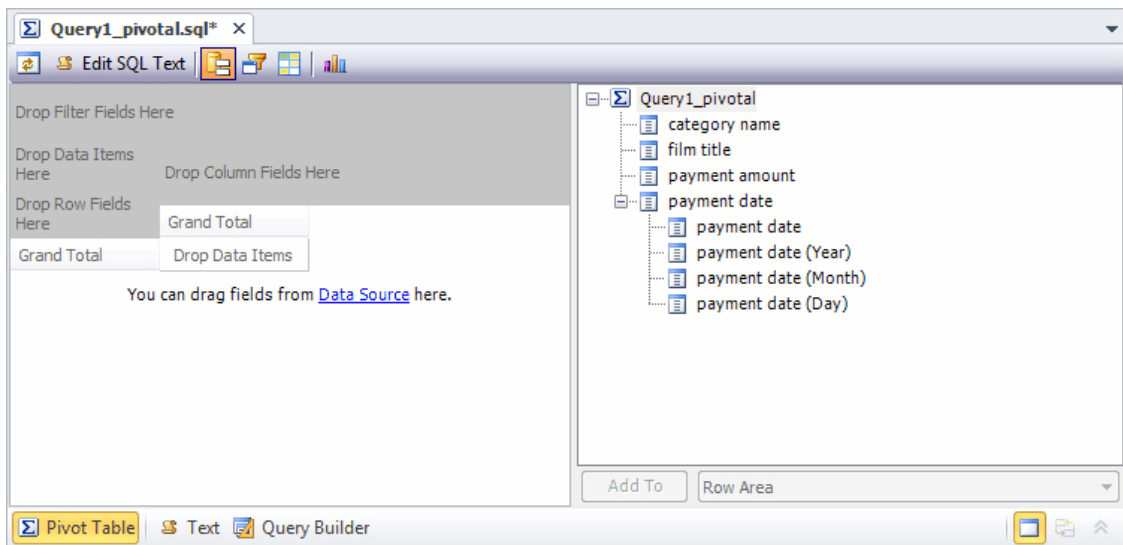 Query1_pivotal.sql*
Edit SQL Text
Drop Filter Fields Here
Drop Data Items
Here
Drop Column Fields Here
Drop Row Fields
Here
Grand Total
Grand Total
Drop Data Items
You can drag fields from Data Source here.
Query1_pivotal
category name
film title
payment amount
payment date
payment date
payment date (Year)
payment date (Month)
payment date (Day)
Add To
Row Area
Pivot Table
Text
Query Builder